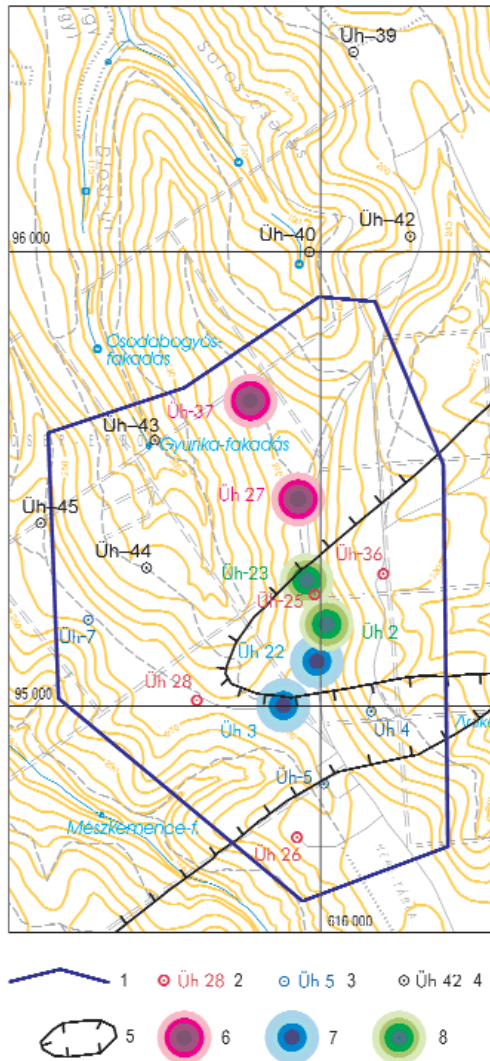 Üh–39
210
Üh–40
Üh–42
96 000
Csodabogyós-
fakadás
Üh-37
Üh–43
Gyurika-fakadás
Üh–45
Üh 27
Üh–44
Üh-23
Üh–36
Üh-25
Üh-7
Üh 2
Üh 22
Üh 28
95 000
Üh 3
Üh 4
Üh-5
Mészkemence-f.
Üh 26
616 000
1
Üh 28 2
Üh 5 3
Üh 42 4
5
6
7
8